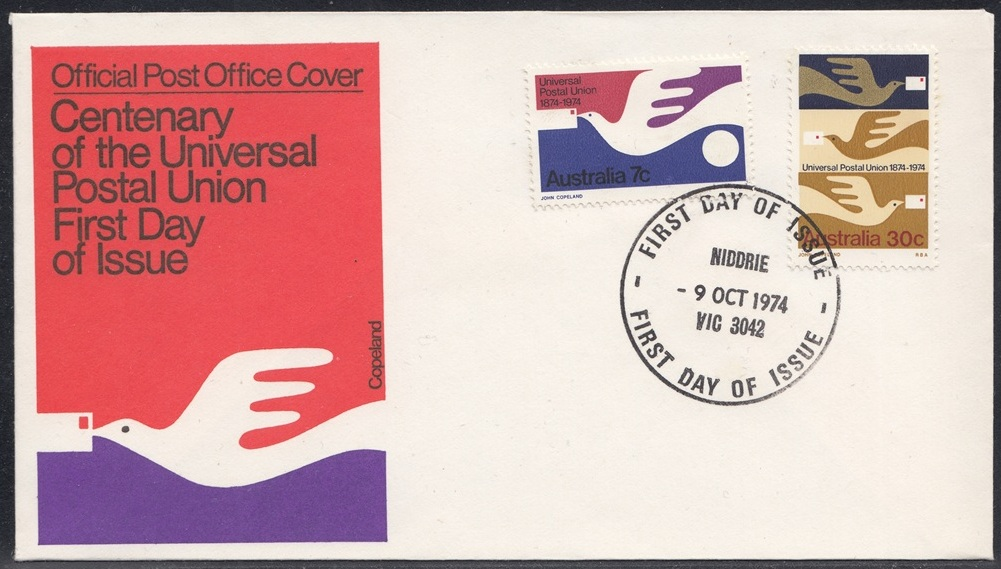 Official Post Office Cover
Centenary
of the Universal
Postal Union
First Day
of Issue
Copeland
Universal
Postal Union
1874-1974
Australia 7c
JOHN COPELAND
Universal Postal Union 1874-1974
Australia 30c
R.B.A
FIRST DAY OF ISSUE
NIDDRIE
- 9 OCT 1974
VIC 3042
FIRST DAY OF ISSUE